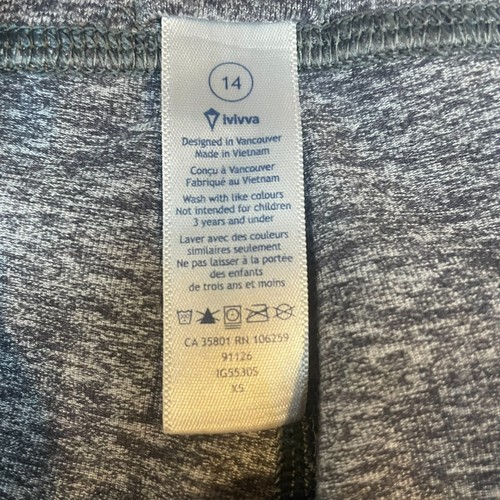 14
ivivva
Designed in Vancouver
Made in Vietnam
Conçu à Vancouver
Fabriqué au Vietnam
Wash with like colours
Not intended for children
3 years and under
Laver avec des couleurs
similaires seulement
Ne pas laisser à la portée
des enfants
de trois ans et moins
CA 35801 RN 106259
91126
IG5530S
XS